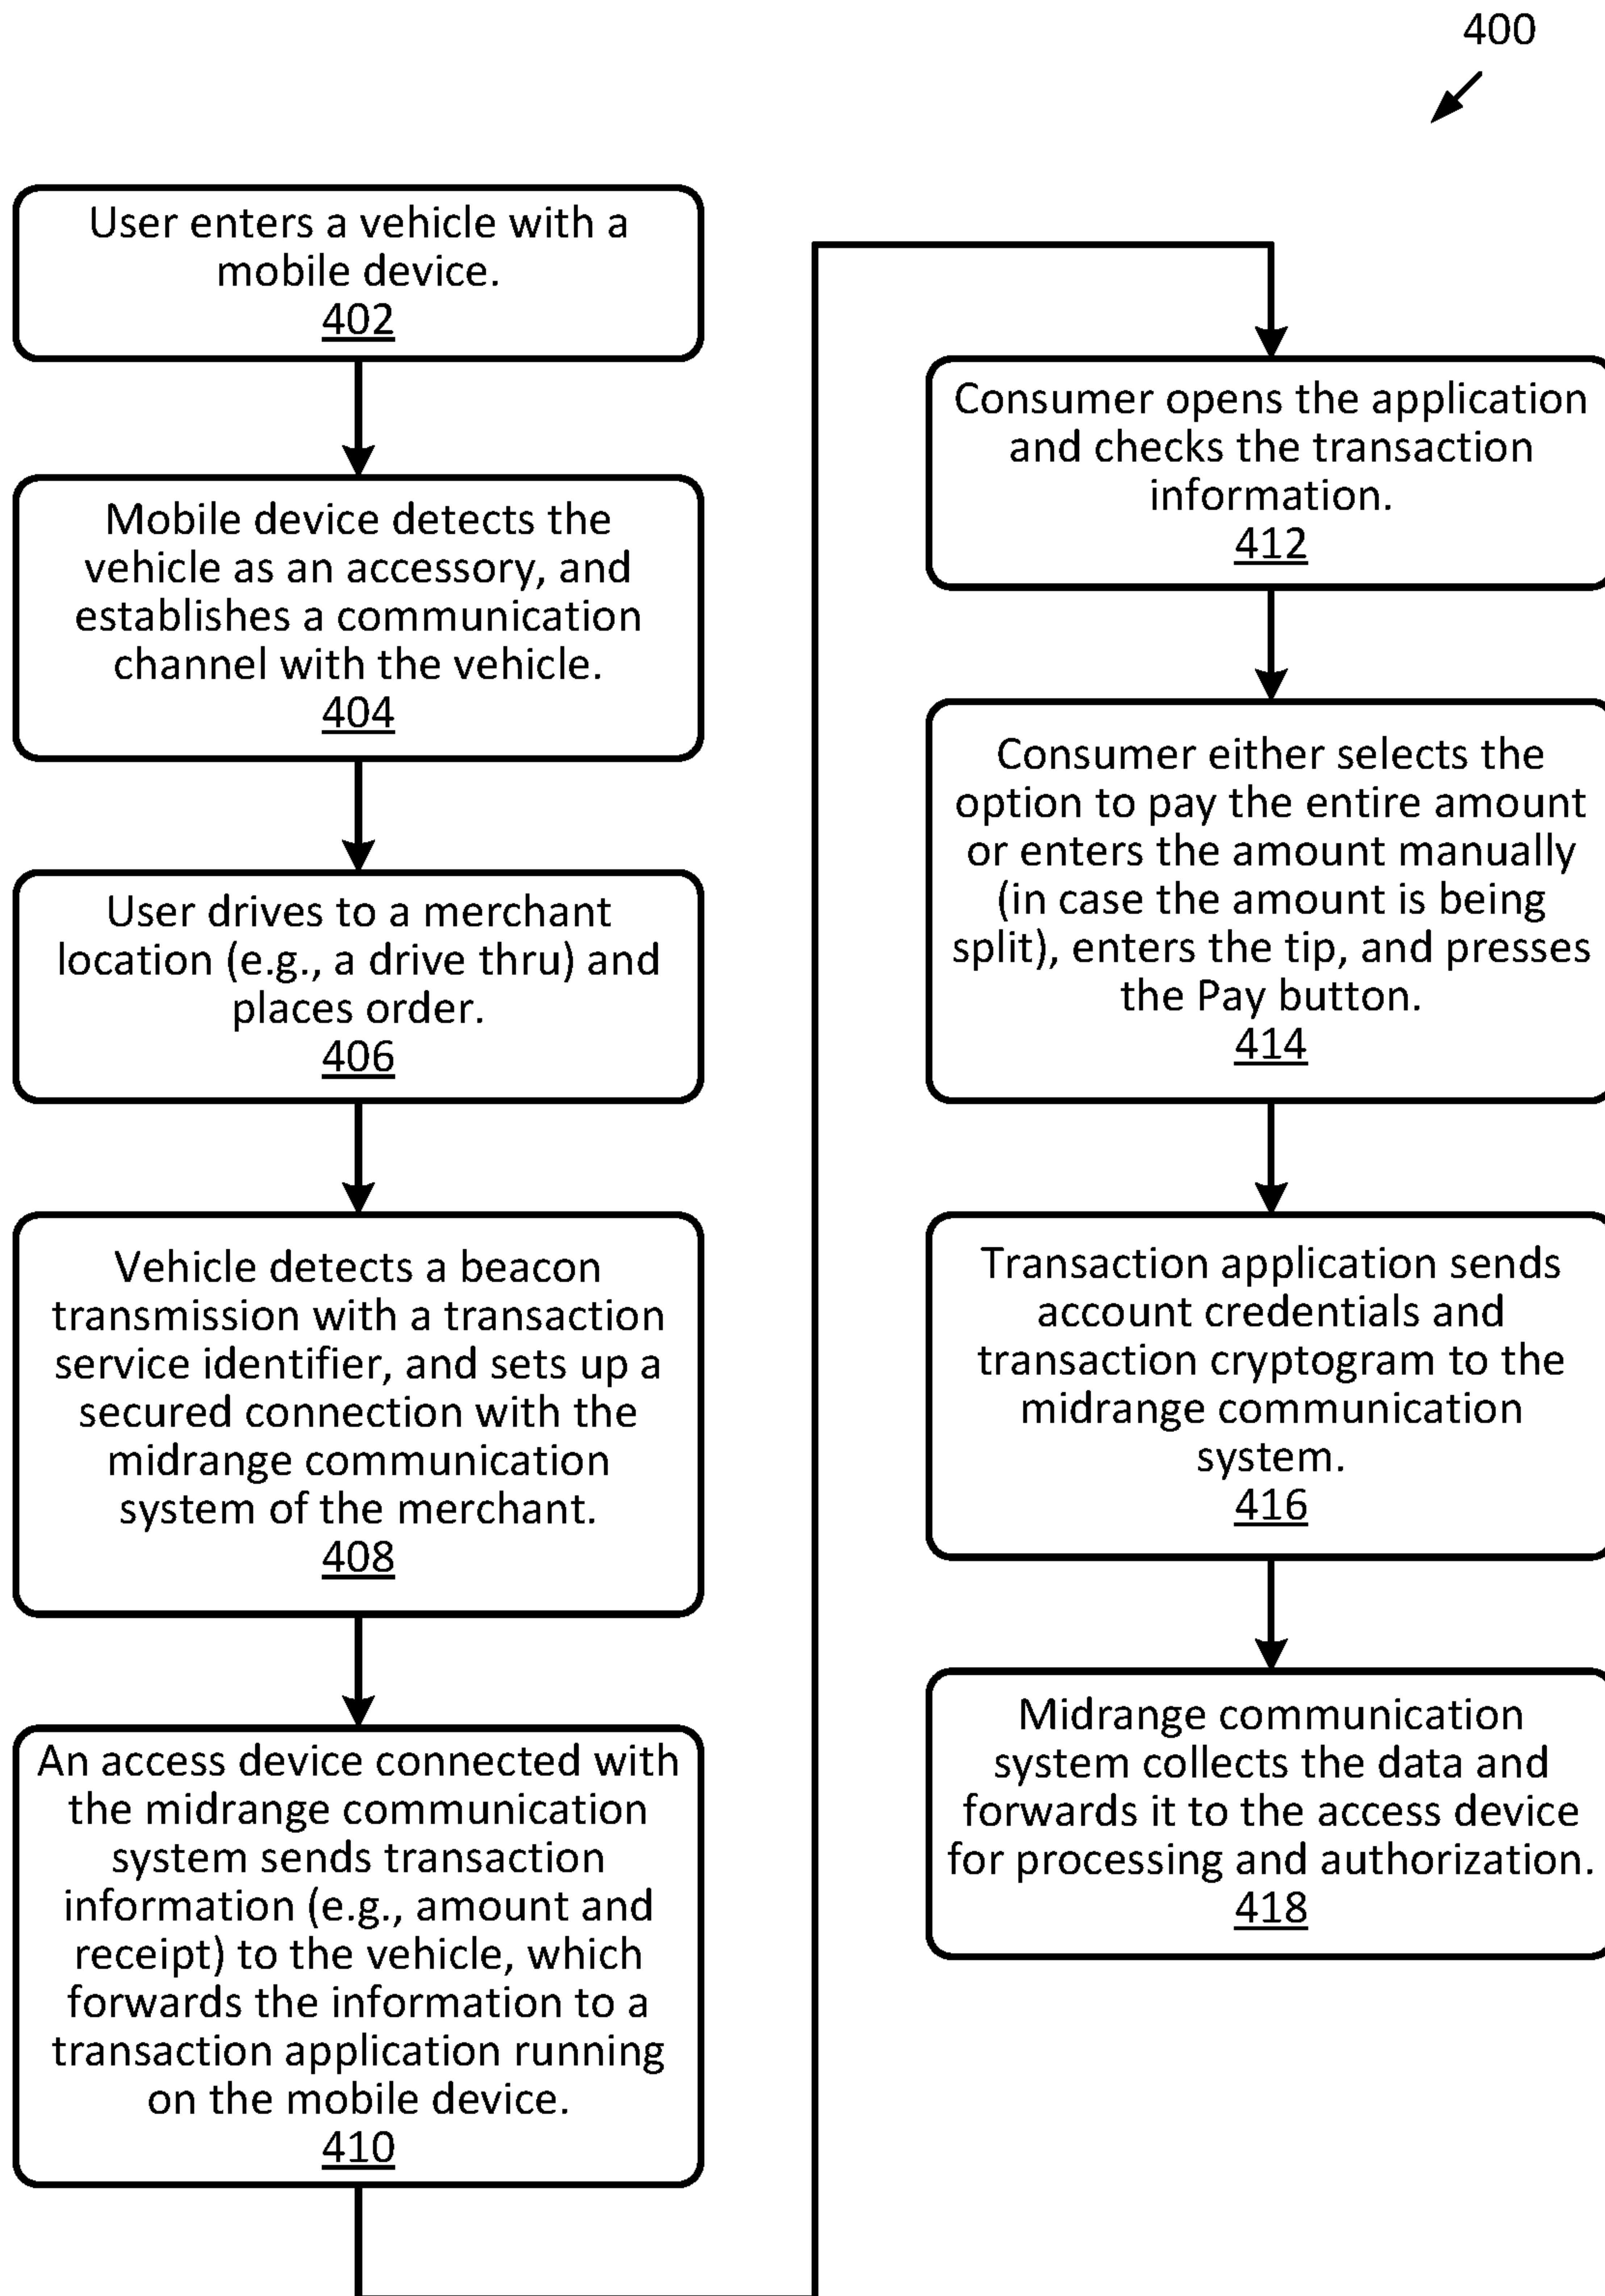 400
User enters a vehicle with a
mobile device.
402
Mobile device detects the
vehicle as an accessory, and
establishes a communication
channel with the vehicle.
404
User drives to a merchant
location (e.g., a drive thru) and
places order.
406
Vehicle detects a beacon
transmission with a transaction
service identifier, and sets up a
secured connection with the
midrange communication
system of the merchant.
408
An access device connected with
the midrange communication
system sends transaction
information (e.g., amount and
receipt) to the vehicle, which
forwards the information to a
transaction application running
on the mobile device.
410
Consumer opens the application
and checks the transaction
information.
412
Consumer either selects the
option to pay the entire amount
or enters the amount manually
(in case the amount is being
split), enters the tip, and presses
the Pay button.
414
Transaction application sends
account credentials and
transaction cryptogram to the
midrange communication
system.
416
Midrange communication
system collects the data and
forwards it to the access device
for processing and authorization.
418